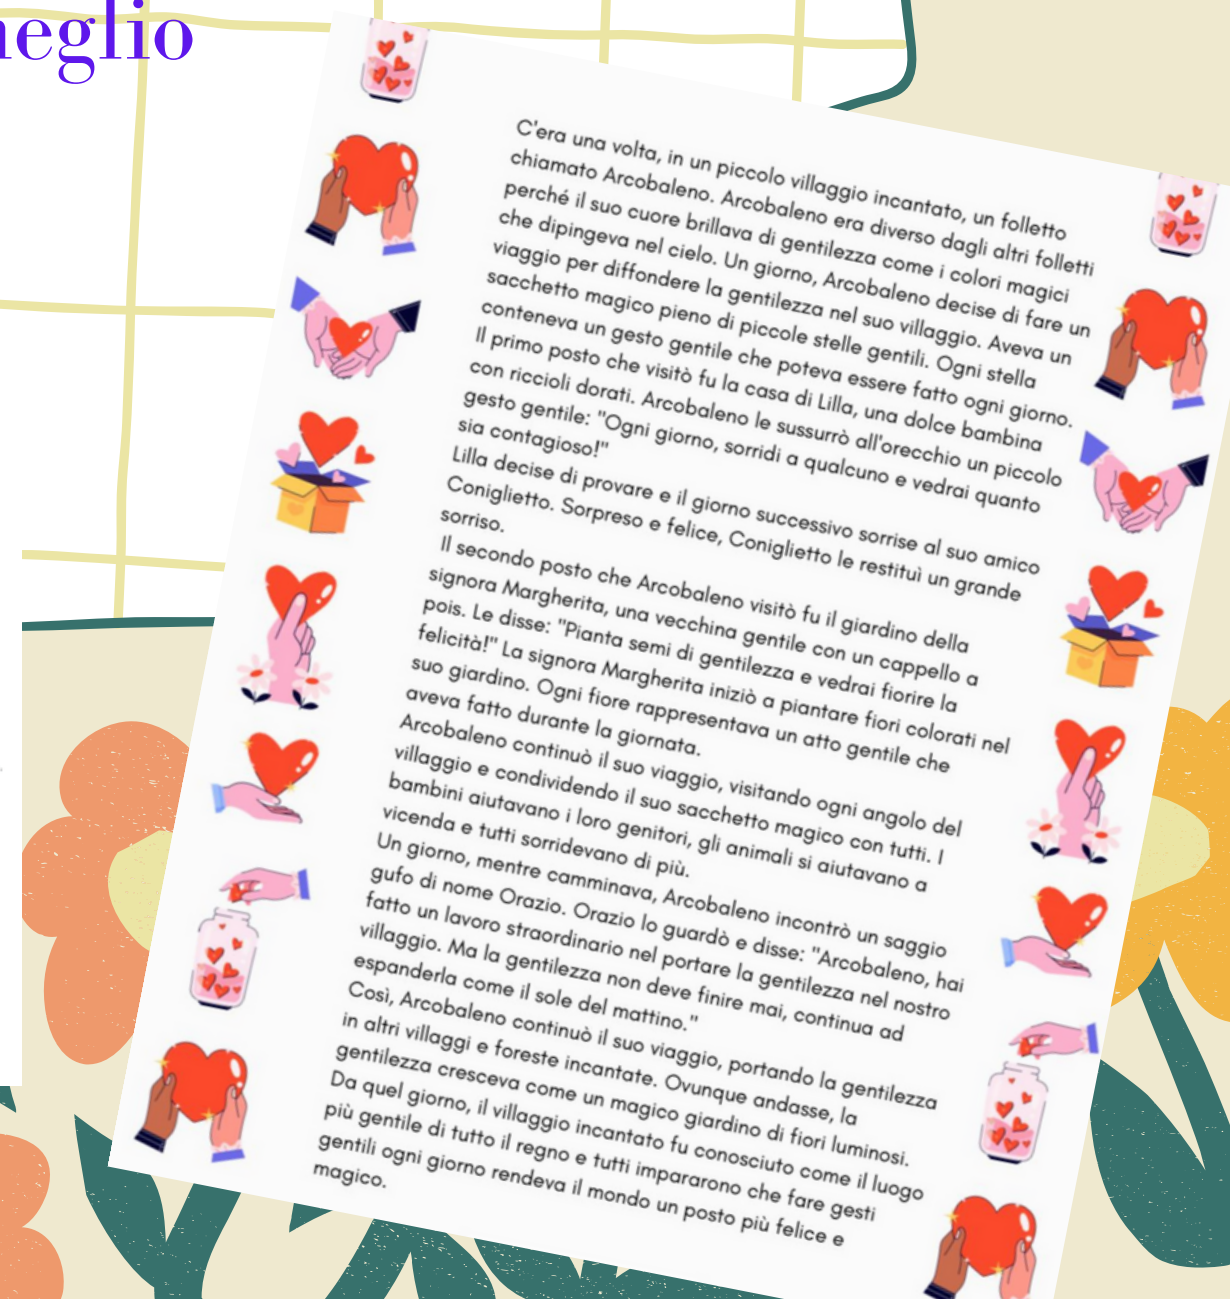 neglio
C'era una volta, in un piccolo villaggio incantato, un folletto
chiamato Arcobaleno. Arcobaleno era diverso dagli altri folletti
perché il suo cuore brillava di gentilezza come i colori magici
che dipingeva nel cielo. Un giorno, Arcobaleno decise di fare un
viaggio per diffondere la gentilezza nel suo villaggio. Aveva un
sacchetto magico pieno di piccole stelle gentili. Ogni stella
conteneva un gesto gentile che poteva essere fatto ogni giorno.
Il primo posto che visitò fu la casa di Lilla, una dolce bambina
con riccioli dorati. Arcobaleno le sussurrò all'orecchio un piccolo
gesto gentile: "Ogni giorno, sorridi a qualcuno e vedrai quanto
sia contagioso!"
Lilla decise di provare e il giorno successivo sorrise al suo amico
Coniglietto. Sorpreso e felice, Coniglietto le restituì un grande
sorriso.
Il secondo posto che Arcobaleno visitò fu il giardino della
signora Margherita, una vecchina gentile con un cappello a
pois. Le disse: "Pianta semi di gentilezza e vedrai fiorire la
felicità!" La signora Margherita iniziò a piantare fiori colorati nel
suo giardino. Ogni fiore rappresentava un atto gentile che
aveva fatto durante la giornata.
Arcobaleno continuò il suo viaggio, visitando ogni angolo del
villaggio e condividendo il suo sacchetto magico con tutti. I
bambini aiutavano i loro genitori, gli animali si aiutavano a
vicenda e tutti sorridevano di più.
Un giorno, mentre camminava, Arcobaleno incontrò un saggio
gufo di nome Orazio. Orazio lo guardò e disse: "Arcobaleno, hai
fatto un lavoro straordinario nel portare la gentilezza nel nostro
villaggio. Ma la gentilezza non deve finire mai, continua ad
espanderla come il sole del mattino."
Così, Arcobaleno continuò il suo viaggio, portando la gentilezza
in altri villaggi e foreste incantate. Ovunque andasse, la
gentilezza cresceva come un magico giardino di fiori luminosi.
Da quel giorno, il villaggio incantato fu conosciuto come il luogo
più gentile di tutto il regno e tutti impararono che fare gesti
gentili ogni giorno rendeva il mondo un posto più felice e
magico.